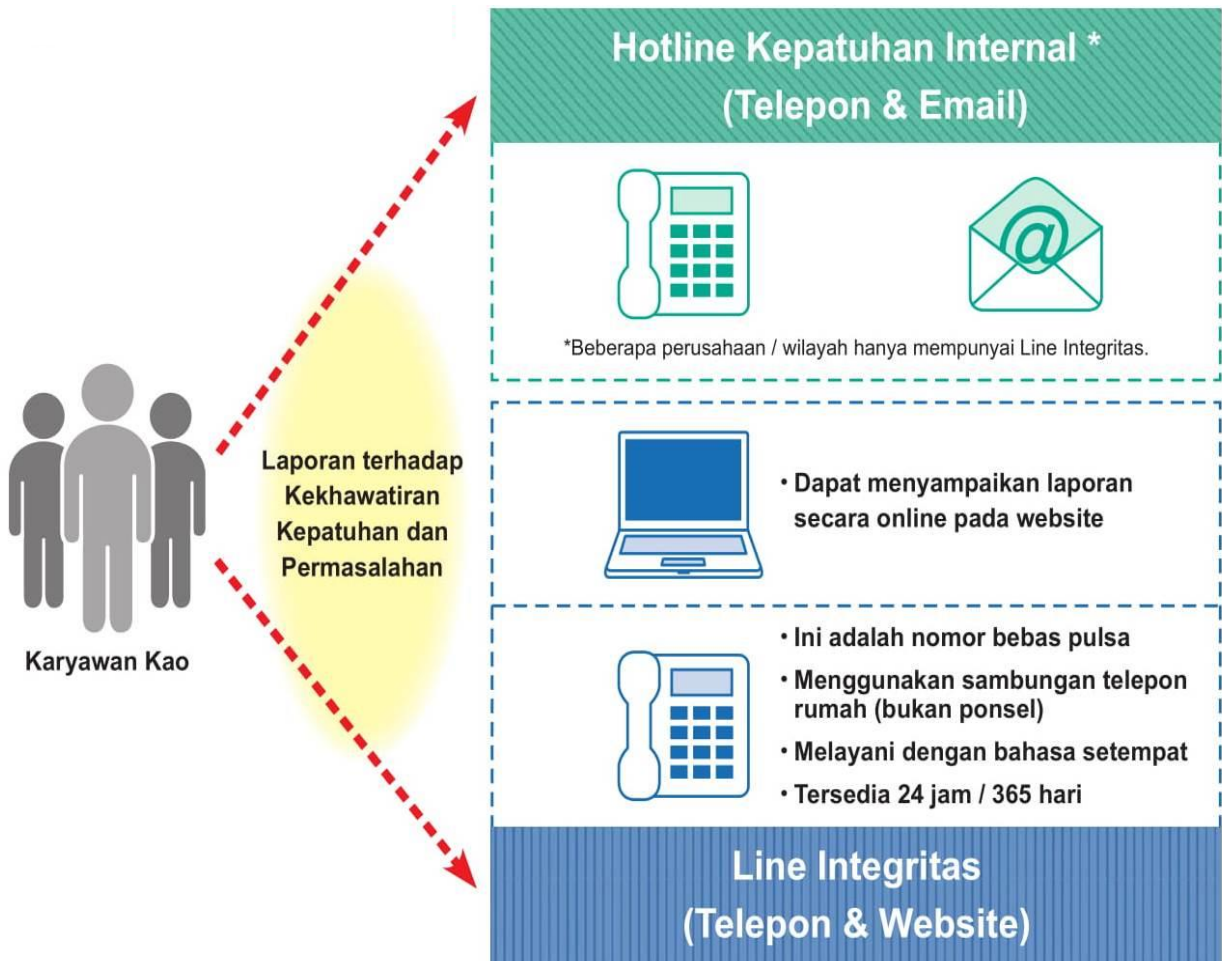 Hotline Kepatuhan Internal *
(Telepon & Email)
@
*Beberapa perusahaan / wilayah hanya mempunyai Line Integritas.
Laporan terhadap
Kekhawatiran
Kepatuhan dan
Permasalahan
Karyawan Kao
• Dapat menyampaikan laporan
secara online pada website
• Ini adalah nomor bebas pulsa
• Menggunakan sambungan telepon
rumah (bukan ponsel)
• Melayani dengan bahasa setempat
• Tersedia 24 jam / 365 hari
Line Integritas
(Telepon & Website)